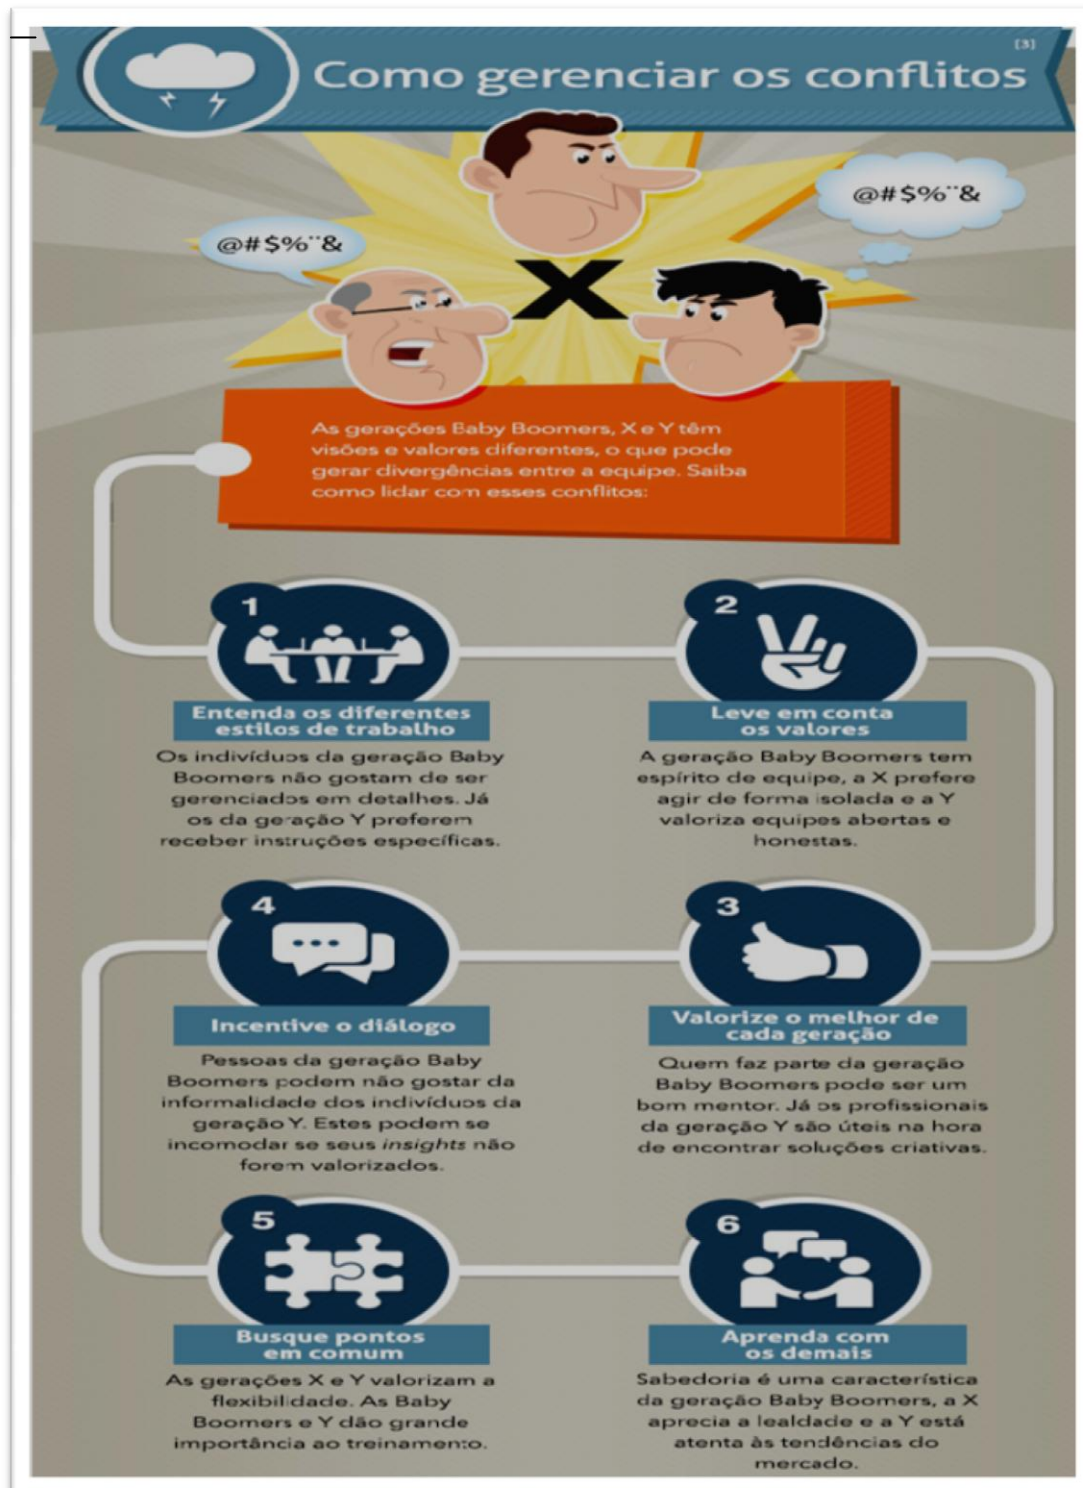 [3]
Como gerenciar os conflitos
@#$%¨&
@#$%¨&
X
As gerações Baby Boomers, X e Y têm
visões e valores diferentes, o que pode
gerar divergências entre a equipe. Saiba
como lidar com esses conflitos:
1
Entenda os diferentes
estilos de trabalho
Os indivíduos da geração Baby
Boomers não gostam de ser
gerenciados em detalhes. Já
os da geração Y preferem
receber instruções específicas.
2
Leve em conta
os valores
A geração Baby Boomers tem
espírito de equipe, a X prefere
agir de forma isolada e a Y
valoriza equipes abertas e
honestas.
3
Valorize o melhor de
cada geração
Quem faz parte da geração
Baby Boomers pode ser um
bom mentor. Já os profissionais
da geração Y são úteis na hora
de encontrar soluções criativas.
4
Incentive o diálogo
Pessoas da geração Baby
Boomers podem não gostar da
informalidade dos indivíduos da
geração Y. Estes podem se
incomodar se seus insights não
forem valorizados.
5
Busque pontos
em comum
As gerações X e Y valorizam a
flexibilidade. As Baby
Boomers e Y dão grande
importância ao treinamento.
6
Aprenda com
os demais
Sabedoria é uma característica
da geração Baby Boomers, a X
aprecia a lealdade e a Y está
atenta às tendências do
mercado.